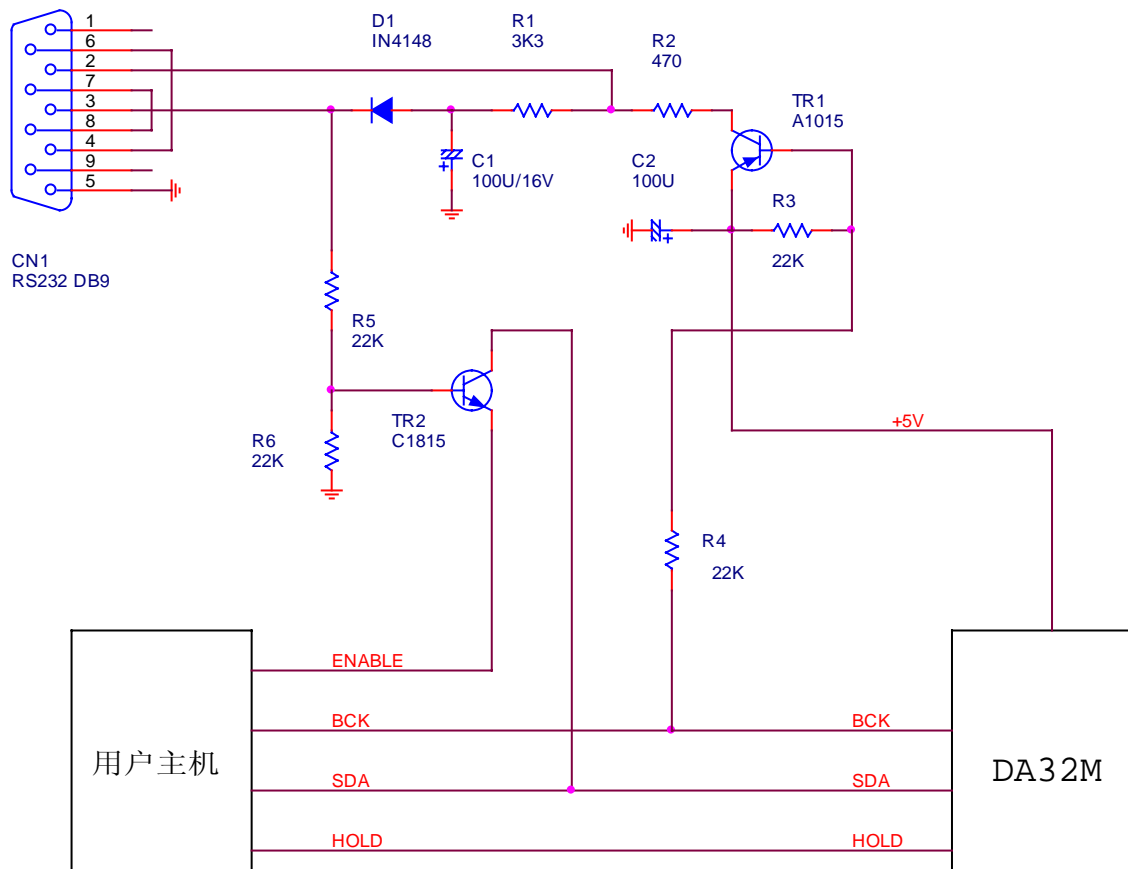 1
6
2
7
3
8
4
9
5
CN1
RS232 DB9
D1
IN4148
R1
3K3
R2
470
TR1
A1015
C1
100U/16V
C2
100U
R3
22K
R5
22K
TR2
C1815
R6
22K
+5V
R4
22K
用户主机
ENABLE
BCK
BCK
SDA
SDA
HOLD
HOLD
DA32M